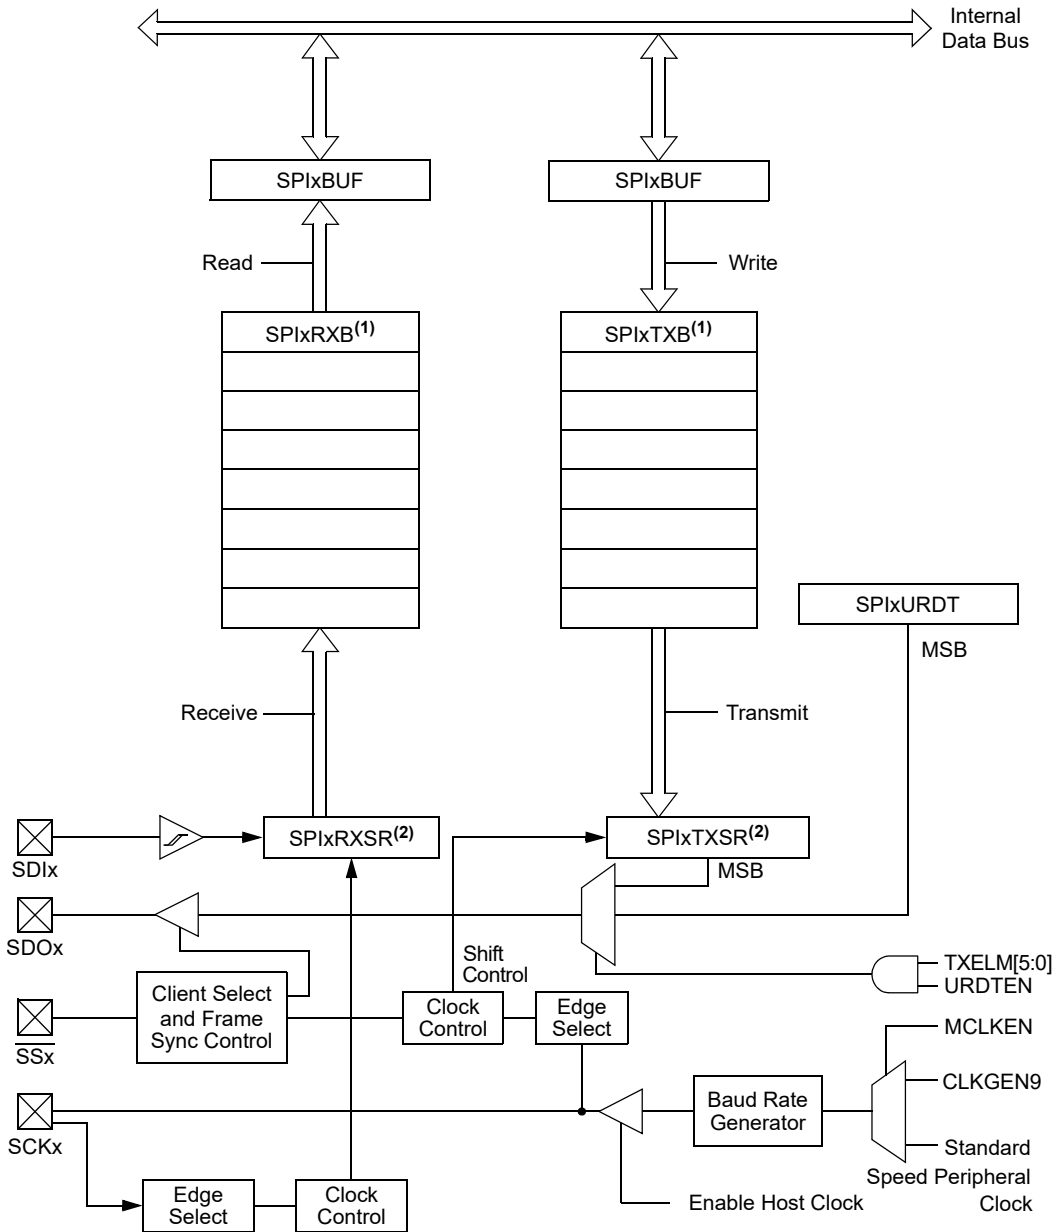 Internal
Data Bus
SPIxBUF
SPIxBUF
Read
Write
SPIxRXB(1)
SPIxTXB(1)
SPIxURDT
MSB
Receive
Transmit
SDIx
SPIxRXSR(2)
SPIxTXSR(2)
MSB
SDOx
Shift
Control
TXELM[5:0]
URDTEN
Client Select
and Frame
Sync Control
Clock
Control
Edge
Select
SSx
MCLKEN
CLKGEN9
Baud Rate
Generator
SCKx
Standard
Speed Peripheral
Clock
Edge
Select
Clock
Control
Enable Host Clock